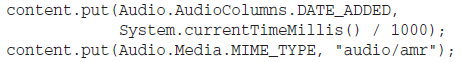 content.put(Audio.AudioColumns.DATE_ADDED,
System.currentTimeMillis() / 1000);
content.put(Audio.Media.MIME_TYPE, "audio/amr");